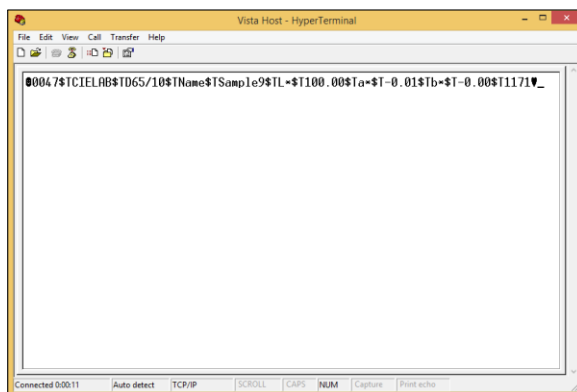 Vista Host - HyperTerminal
File Edit View Call Transfer Help
☻0047$TCIELAB$TD65/10$TName$TSample9$TL*$T100.00$Ta*$T-0.01$Tb*$T-0.00$T1171♥_
Connected 0:00:11 Auto detect TCP/IP SCROLL CAPS NUM Capture Print echo